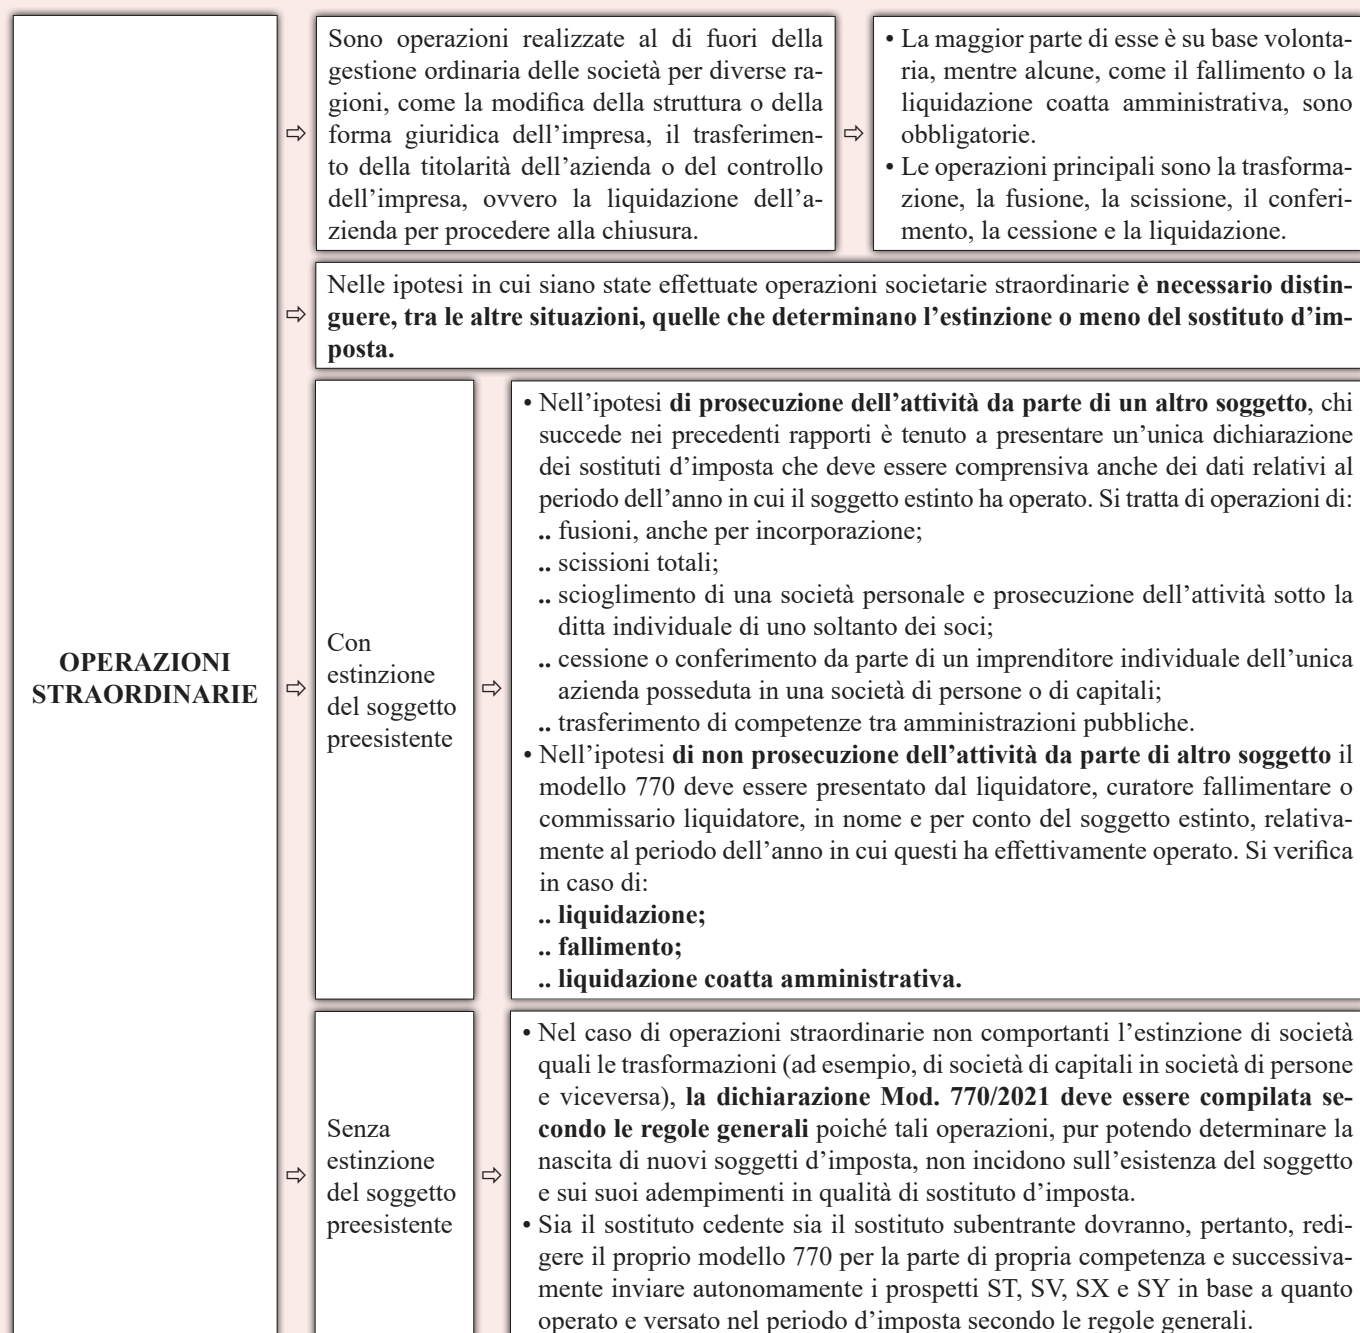 OPERAZIONI
STRAORDINARIE
⇨
Sono operazioni realizzate al di fuori della
gestione ordinaria delle società per diverse ra-
gioni, come la modifica della struttura o della
forma giuridica dell’impresa, il trasferimen-
to della titolarità dell’azienda o del controllo
dell’impresa, ovvero la liquidazione dell’a-
zienda per procedere alla chiusura.
⇨
• La maggior parte di esse è su base volonta-
ria, mentre alcune, come il fallimento o la
liquidazione coatta amministrativa, sono
obbligatorie.
• Le operazioni principali sono la trasforma-
zione, la fusione, la scissione, il conferi-
mento, la cessione e la liquidazione.
⇨
Nelle ipotesi in cui siano state effettuate operazioni societarie straordinarie è necessario distin-
guere, tra le altre situazioni, quelle che determinano l’estinzione o meno del sostituto d’im-
posta.
⇨
Con
estinzione
del soggetto
preesistente
⇨
• Nell’ipotesi di prosecuzione dell’attività da parte di un altro soggetto, chi
succede nei precedenti rapporti è tenuto a presentare un’unica dichiarazione
dei sostituti d’imposta che deve essere comprensiva anche dei dati relativi al
periodo dell’anno in cui il soggetto estinto ha operato. Si tratta di operazioni di:
.. fusioni, anche per incorporazione;
.. scissioni totali;
.. scioglimento di una società personale e prosecuzione dell’attività sotto la
ditta individuale di uno soltanto dei soci;
.. cessione o conferimento da parte di un imprenditore individuale dell’unica
azienda posseduta in una società di persone o di capitali;
.. trasferimento di competenze tra amministrazioni pubbliche.
• Nell’ipotesi di non prosecuzione dell’attività da parte di altro soggetto il
modello 770 deve essere presentato dal liquidatore, curatore fallimentare o
commissario liquidatore, in nome e per conto del soggetto estinto, relativa-
mente al periodo dell’anno in cui questi ha effettivamente operato. Si verifica
in caso di:
.. liquidazione;
.. fallimento;
.. liquidazione coatta amministrativa.
⇨
Senza
estinzione
del soggetto
preesistente
⇨
• Nel caso di operazioni straordinarie non comportanti l’estinzione di società
quali le trasformazioni (ad esempio, di società di capitali in società di persone
e viceversa), la dichiarazione Mod. 770/2021 deve essere compilata se-
condo le regole generali poiché tali operazioni, pur potendo determinare la
nascita di nuovi soggetti d’imposta, non incidono sull’esistenza del soggetto
e sui suoi adempimenti in qualità di sostituto d’imposta.
• Sia il sostituto cedente sia il sostituto subentrante dovranno, pertanto, redi-
gere il proprio modello 770 per la parte di propria competenza e successiva-
mente inviare autonomamente i prospetti ST, SV, SX e SY in base a quanto
operato e versato nel periodo d’imposta secondo le regole generali.